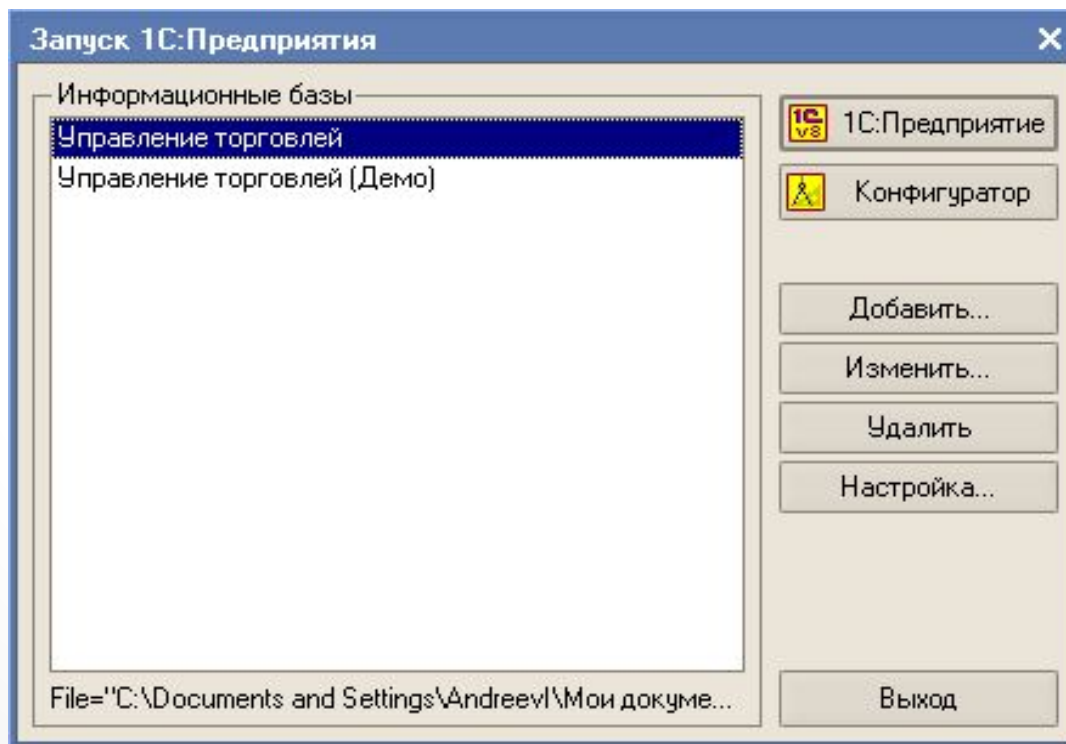 Запуск 1С:Предприятия
Информационные базы
Управление торговлей
Управление торговлей (Демо)
File="C:\Documents and Settings\AndreevI\Мои докуме...
1С:Предприятие
Конфигуратор
Добавить...
Изменить...
Удалить
Настройка...
Выход